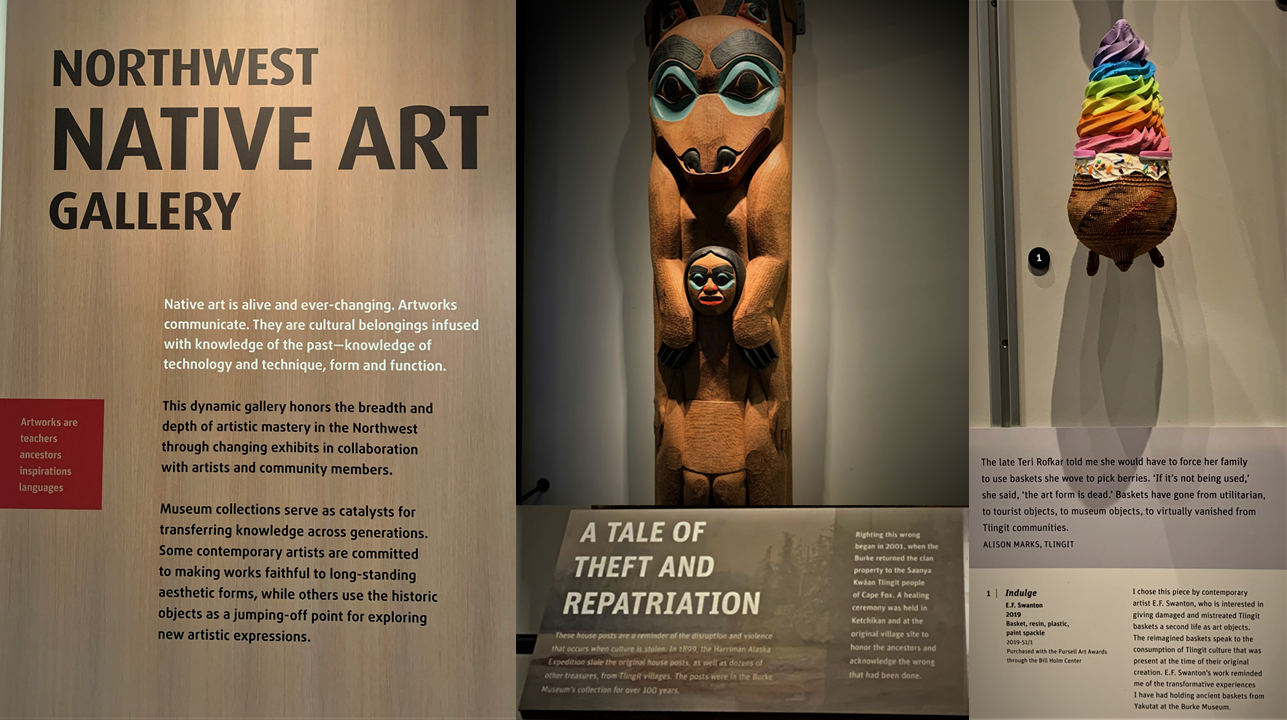 NORTHWEST
NATIVE ART
GALLERY
Native art is alive and ever-changing. Artworks
communicate. They are cultural belongings infused
with knowledge of the past—knowledge of
technology and technique, form and function.
This dynamic gallery honors the breadth and
depth of artistic mastery in the Northwest
through changing exhibits in collaboration
with artists and community members.
Museum collections serve as catalysts for
transferring knowledge across generations.
Some contemporary artists are committed
to making works faithful to long-standing
aesthetic forms, while others use the historic
objects as a jumping-off point for exploring
new artistic expressions.
Artworks are
teachers
ancestors
inspirations
languages
A TALE OF
THEFT AND
REPATRIATION
These house posts are a reminder of the disruption and violence
that occurs when culture is stolen. In 1899, the Harriman Alaska
Expedition stole the original house posts, as well as dozens of
other treasures, from Tlingit villages. The posts were in the Burke
Museum's collection for over 100 years.
Righting this wrong
began in 2001, when the
Burke returned the clan
property to the Saanya
Kwáan Tlingit people
of Cape Fox. A healing
ceremony was held in
Ketchikan and at the
original village site to
honor the ancestors and
acknowledge the wrong
that had been done.
1
The late Teri Rofkar told me she would have to force her family
to use baskets she wove to pick berries. 'If it's not being used,'
she said, 'the art form is dead.' Baskets have gone from utilitarian,
to tourist objects, to museum objects, to virtually vanished from
Tlingit communities.
ALISON MARKS, TLINGIT
1 | Indulge
E.F. Swanton
2019
Basket, resin, plastic,
paint spackle
2019-51/1
Purchased with the Pursell Art Awards
through the Bill Holm Center
I chose this piece by contemporary
artist E.F. Swanton, who is interested in
giving damaged and mistreated Tlingit
baskets a second life as art objects.
The reimagined baskets speak to the
consumption of Tlingit culture that was
present at the time of their original
creation. E.F. Swanton's work reminded
me of the transformative experiences
I have had holding ancient baskets from
Yakutat at the Burke Museum.